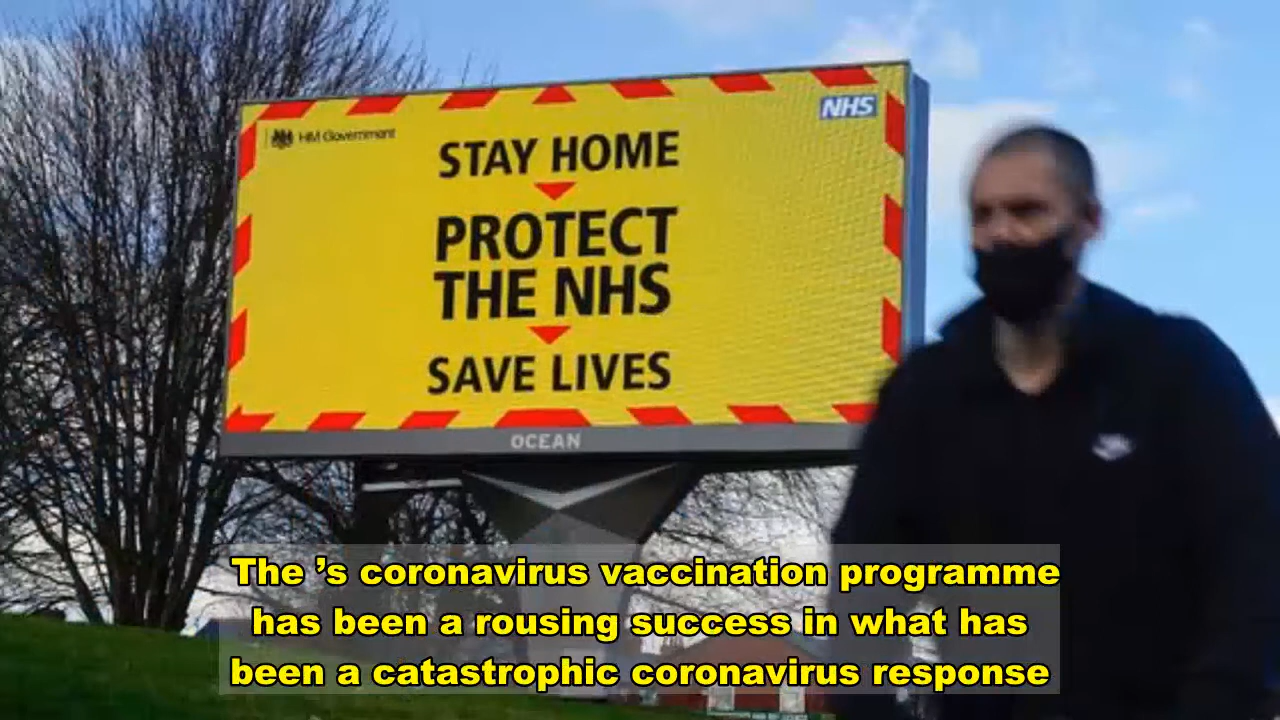 HM Government
NHS
STAY HOME
PROTECT
THE NHS
SAVE LIVES
OCEAN
The ’s coronavirus vaccination programme
has been a rousing success in what has
been a catastrophic coronavirus response